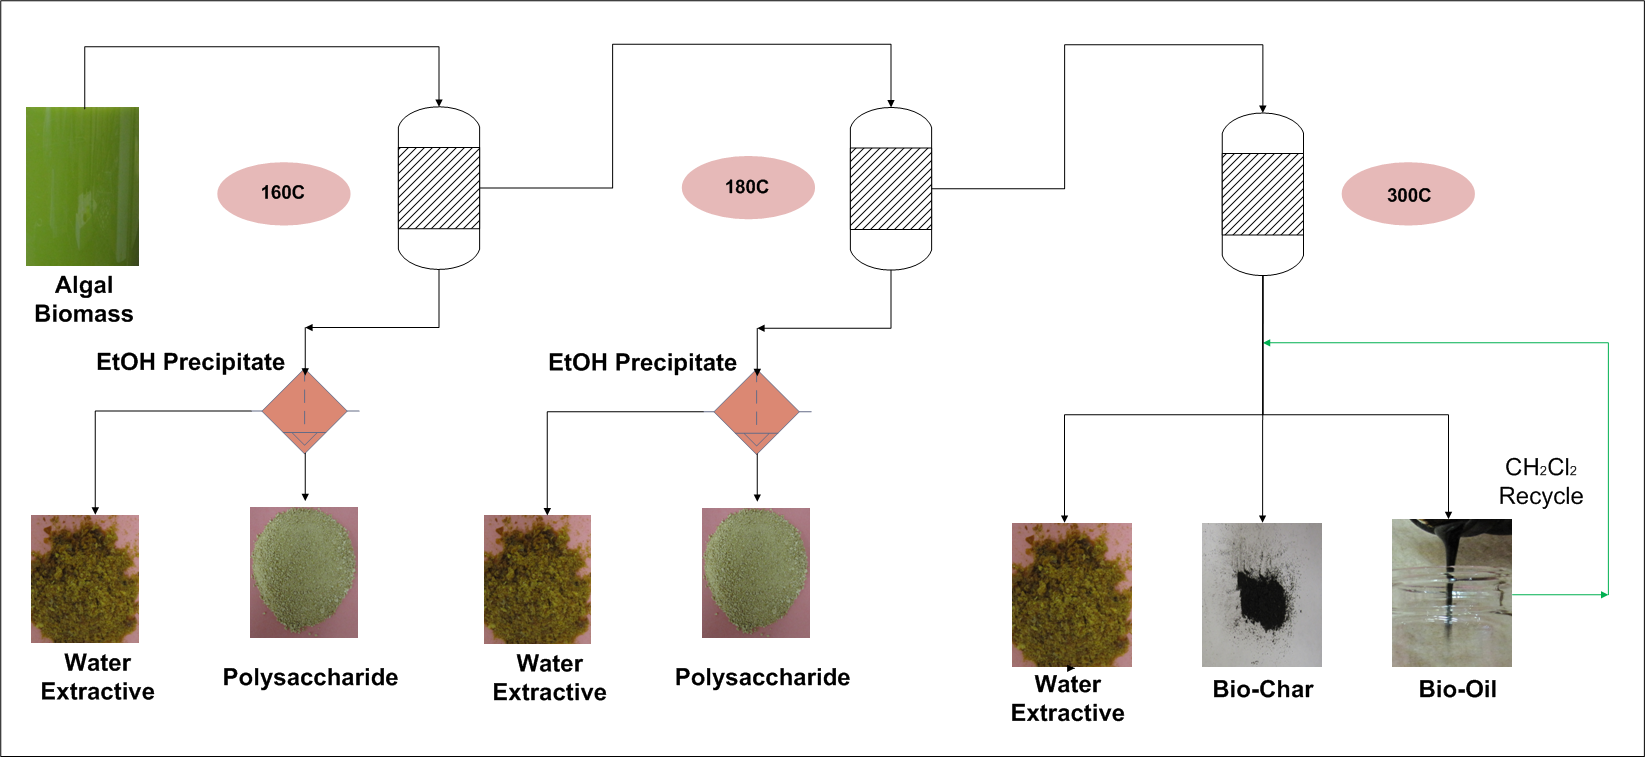 160C
180C
300C
Algal
Biomass
EtOH Precipitate
EtOH Precipitate
CH₂Cl₂
Recycle
Water
Extractive
Polysaccharide
Water
Extractive
Polysaccharide
Water
Extractive
Bio-Char
Bio-Oil